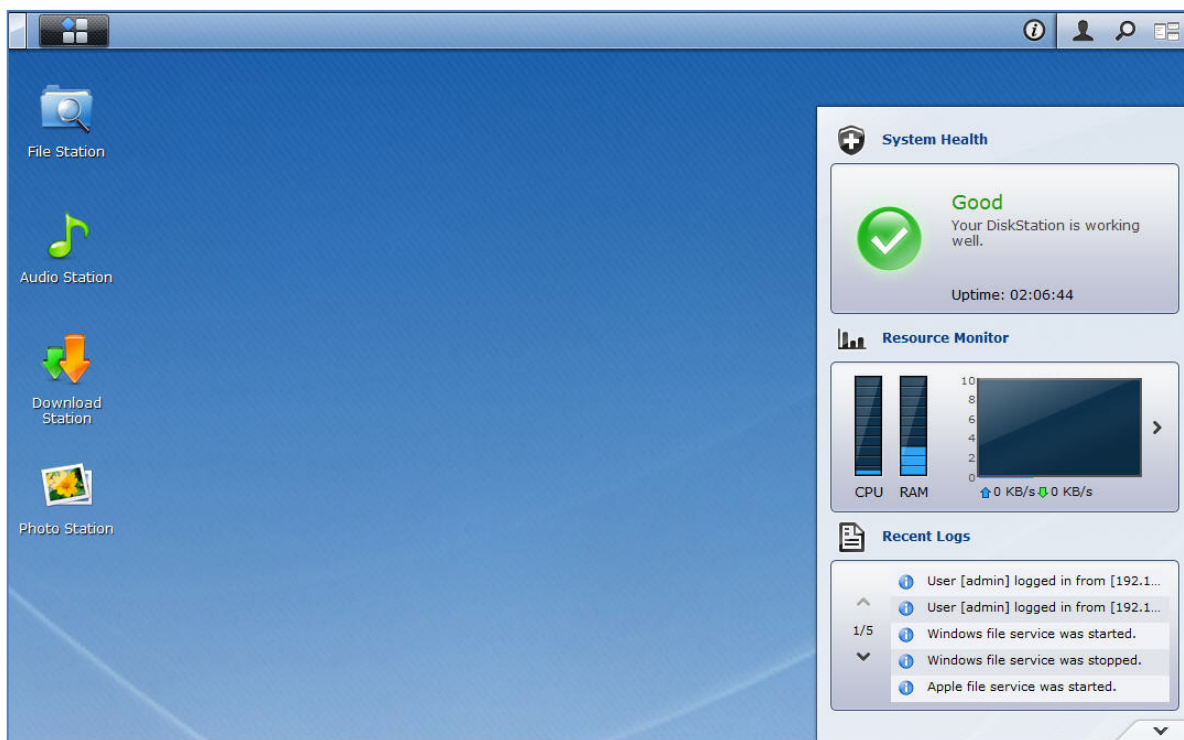 File Station
Audio Station
Download
Station
Photo Station
System Health
Good
Your DiskStation is working
well.
Uptime: 02:06:44
Resource Monitor
10
8
6
4
2
0
CPU RAM
0 KB/s 0 KB/s
Recent Logs
User [admin] logged in from [192.1...
User [admin] logged in from [192.1...
1/5
Windows file service was started.
Windows file service was stopped.
Apple file service was started.